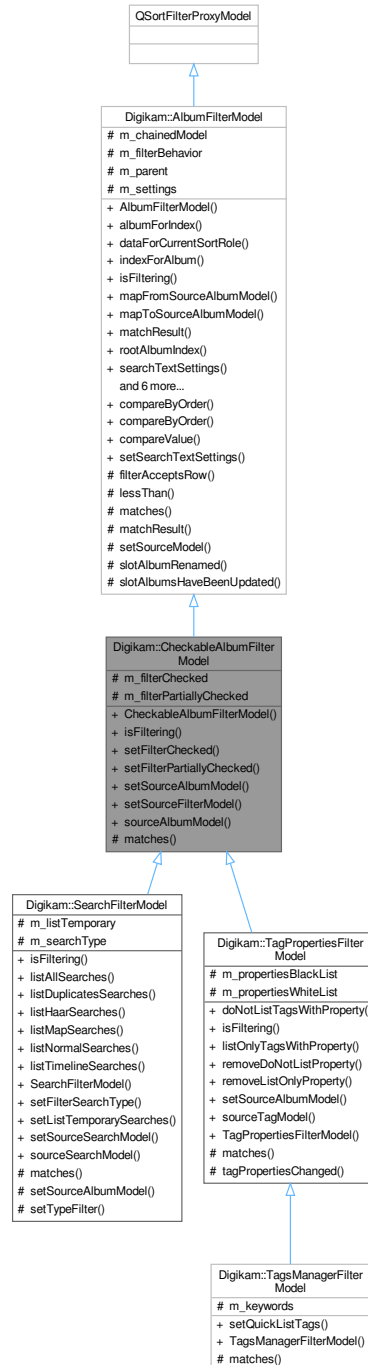 QSortFilterProxyModel
Digikam::AlbumFilterModel
# m_chainedModel
# m_filterBehavior
# m_parent
# m_settings
+ AlbumFilterModel()
+ albumForIndex()
+ dataForCurrentSortRole()
+ indexForAlbum()
+ isFiltering()
+ mapFromSourceAlbumModel()
+ mapToSourceAlbumModel()
+ matchResult()
+ rootAlbumIndex()
+ searchTextSettings()
and 6 more...
+ compareByOrder()
+ compareByOrder()
+ compareValue()
+ setSearchTextSettings()
# filterAcceptsRow()
# lessThan()
# matches()
# matchResult()
# setSourceModel()
# slotAlbumRenamed()
# slotAlbumsHaveBeenUpdated()
Digikam::CheckableAlbumFilter
Model
# m_filterChecked
# m_filterPartiallyChecked
+ CheckableAlbumFilterModel()
+ isFiltering()
+ setFilterChecked()
+ setFilterPartiallyChecked()
+ setSourceAlbumModel()
+ setSourceFilterModel()
+ sourceAlbumModel()
# matches()
Digikam::SearchFilterModel
# m_listTemporary
# m_searchType
+ isFiltering()
+ listAllSearches()
+ listDuplicatesSearches()
+ listHaarSearches()
+ listMapSearches()
+ listNormalSearches()
+ listTimelineSearches()
+ SearchFilterModel()
+ setFilterSearchType()
+ setListTemporarySearches()
+ setSourceSearchModel()
+ sourceSearchModel()
# matches()
# setSourceAlbumModel()
# setTypeFilter()
Digikam::TagPropertiesFilter
Model
# m_propertiesBlackList
# m_propertiesWhiteList
+ doNotListTagsWithProperty()
+ isFiltering()
+ listOnlyTagsWithProperty()
+ removeDoNotListProperty()
+ removeListOnlyProperty()
+ setSourceAlbumModel()
+ sourceTagModel()
+ TagPropertiesFilterModel()
# matches()
# tagPropertiesChanged()
Digikam::TagsManagerFilter
Model
# m_keywords
+ setQuickListTags()
+ TagsManagerFilterModel()
# matches()